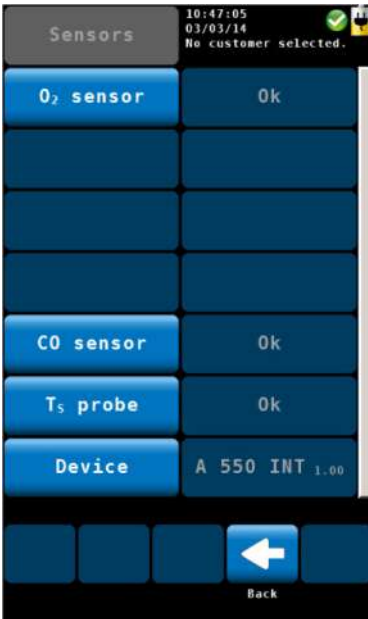 Sensors
10:47:05
03/03/14
No customer selected.
O₂ sensor
Ok
CO sensor
Ok
Tₛ probe
Ok
Device
A 550 INT 1.00
Back